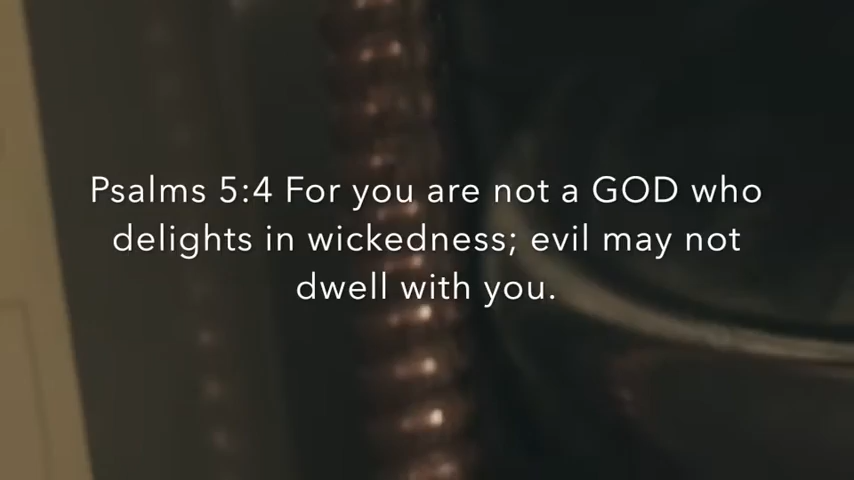 Psalms 5:4 For you are not a GOD who
delights in wickedness; evil may not
dwell with you.